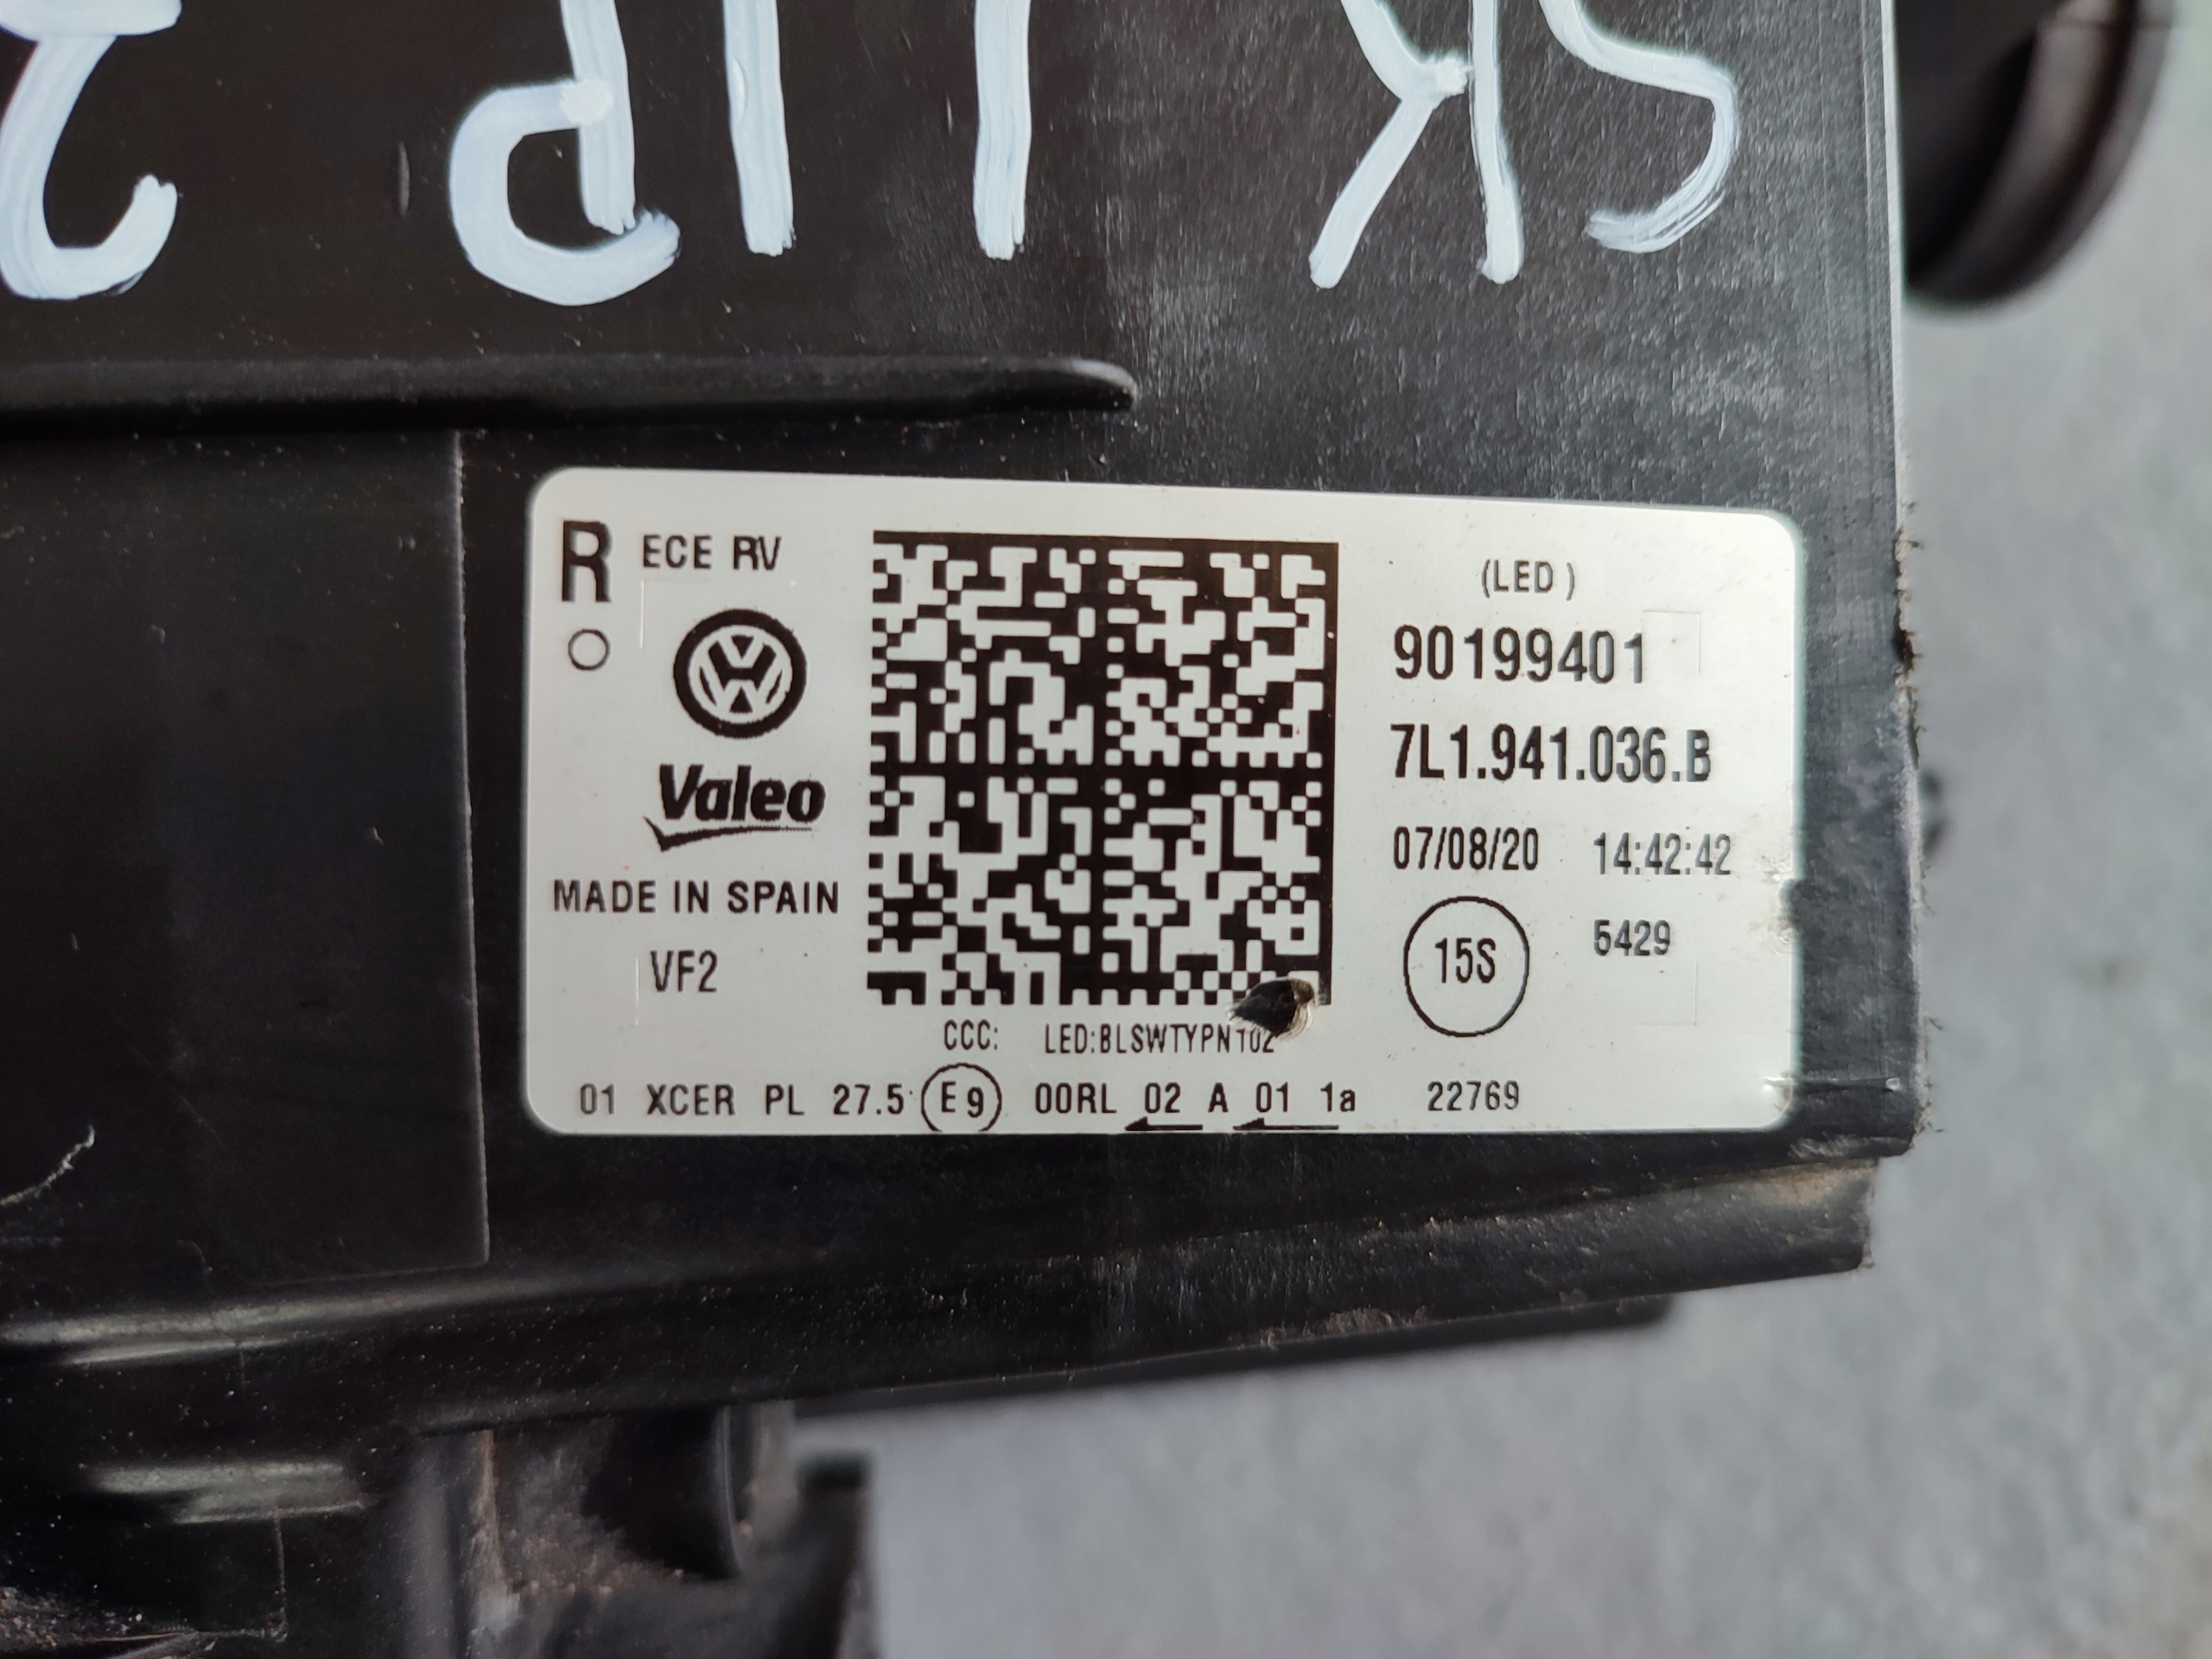 R ECE RV
(LED )
90199401
Valeo
7L1.941.036.B
07/08/20 14:42:42
MADE IN SPAIN
15S
5429
VF2
CCC: LED:BLSWTYPNT02
01 XCER PL 27.5 E9 00RL 02 A 01 1a 22769